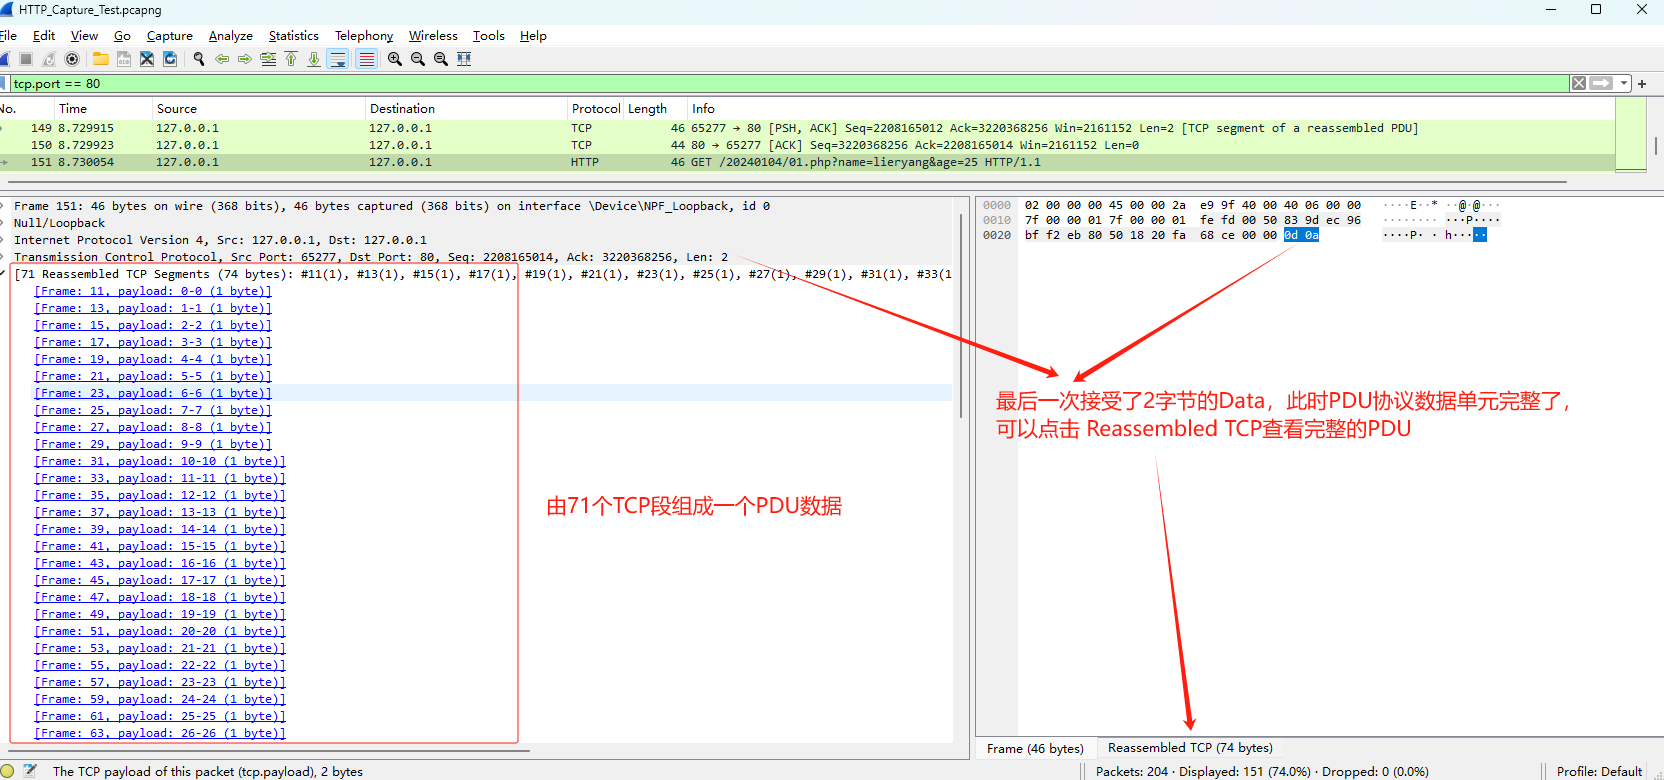 HTTP_Capture_Test.pcapng
File Edit View Go Capture Analyze Statistics Telephony Wireless Tools Help
tcp.port == 80
No. Time Source Destination Protocol Length Info
149 8.729915 127.0.0.1 127.0.0.1 TCP 46 65277 → 80 [PSH, ACK] Seq=2208165012 Ack=3220368256 Win=2161152 Len=2 [TCP segment of a reassembled PDU]
150 8.729923 127.0.0.1 127.0.0.1 TCP 44 80 → 65277 [ACK] Seq=3220368256 Ack=2208165014 Win=2161152 Len=0
151 8.730054 127.0.0.1 127.0.0.1 HTTP 46 GET /20240104/01.php?name=lieryang&age=25 HTTP/1.1
Frame 151: 46 bytes on wire (368 bits), 46 bytes captured (368 bits) on interface \Device\NPF_Loopback, id 0
Null/Loopback
Internet Protocol Version 4, Src: 127.0.0.1, Dst: 127.0.0.1
Transmission Control Protocol, Src Port: 65277, Dst Port: 80, Seq: 2208165014, Ack: 3220368256, Len: 2
[71 Reassembled TCP Segments (74 bytes): #11(1), #13(1), #15(1), #17(1), #19(1), #21(1), #23(1), #25(1), #27(1), #29(1), #31(1), #33(1
[Frame: 11, payload: 0-0 (1 byte)]
[Frame: 13, payload: 1-1 (1 byte)]
[Frame: 15, payload: 2-2 (1 byte)]
[Frame: 17, payload: 3-3 (1 byte)]
[Frame: 19, payload: 4-4 (1 byte)]
[Frame: 21, payload: 5-5 (1 byte)]
[Frame: 23, payload: 6-6 (1 byte)]
[Frame: 25, payload: 7-7 (1 byte)]
[Frame: 27, payload: 8-8 (1 byte)]
[Frame: 29, payload: 9-9 (1 byte)]
[Frame: 31, payload: 10-10 (1 byte)]
[Frame: 33, payload: 11-11 (1 byte)]
[Frame: 35, payload: 12-12 (1 byte)]
[Frame: 37, payload: 13-13 (1 byte)]
[Frame: 39, payload: 14-14 (1 byte)]
[Frame: 41, payload: 15-15 (1 byte)]
[Frame: 43, payload: 16-16 (1 byte)]
[Frame: 45, payload: 17-17 (1 byte)]
[Frame: 47, payload: 18-18 (1 byte)]
[Frame: 49, payload: 19-19 (1 byte)]
[Frame: 51, payload: 20-20 (1 byte)]
[Frame: 53, payload: 21-21 (1 byte)]
[Frame: 55, payload: 22-22 (1 byte)]
[Frame: 57, payload: 23-23 (1 byte)]
[Frame: 59, payload: 24-24 (1 byte)]
[Frame: 61, payload: 25-25 (1 byte)]
[Frame: 63, payload: 26-26 (1 byte)]
由71个TCP段组成一个PDU数据
0000 02 00 00 00 45 00 00 2a e9 9f 40 00 40 06 00 00 ····E··* ··@·@···
0010 7f 00 00 01 7f 00 00 01 fe fd 00 50 83 9d ec 96 ········ ···P····
0020 bf f2 eb 80 50 18 20 fa 68 ce 00 00 0d 0a ····P· · h·····
最后一次接受了2字节的Data，此时PDU协议数据单元完整了，
可以点击 Reassembled TCP查看完整的PDU
Frame (46 bytes) Reassembled TCP (74 bytes)
The TCP payload of this packet (tcp.payload), 2 bytes
Packets: 204 · Displayed: 151 (74.0%) · Dropped: 0 (0.0%)
Profile: Default